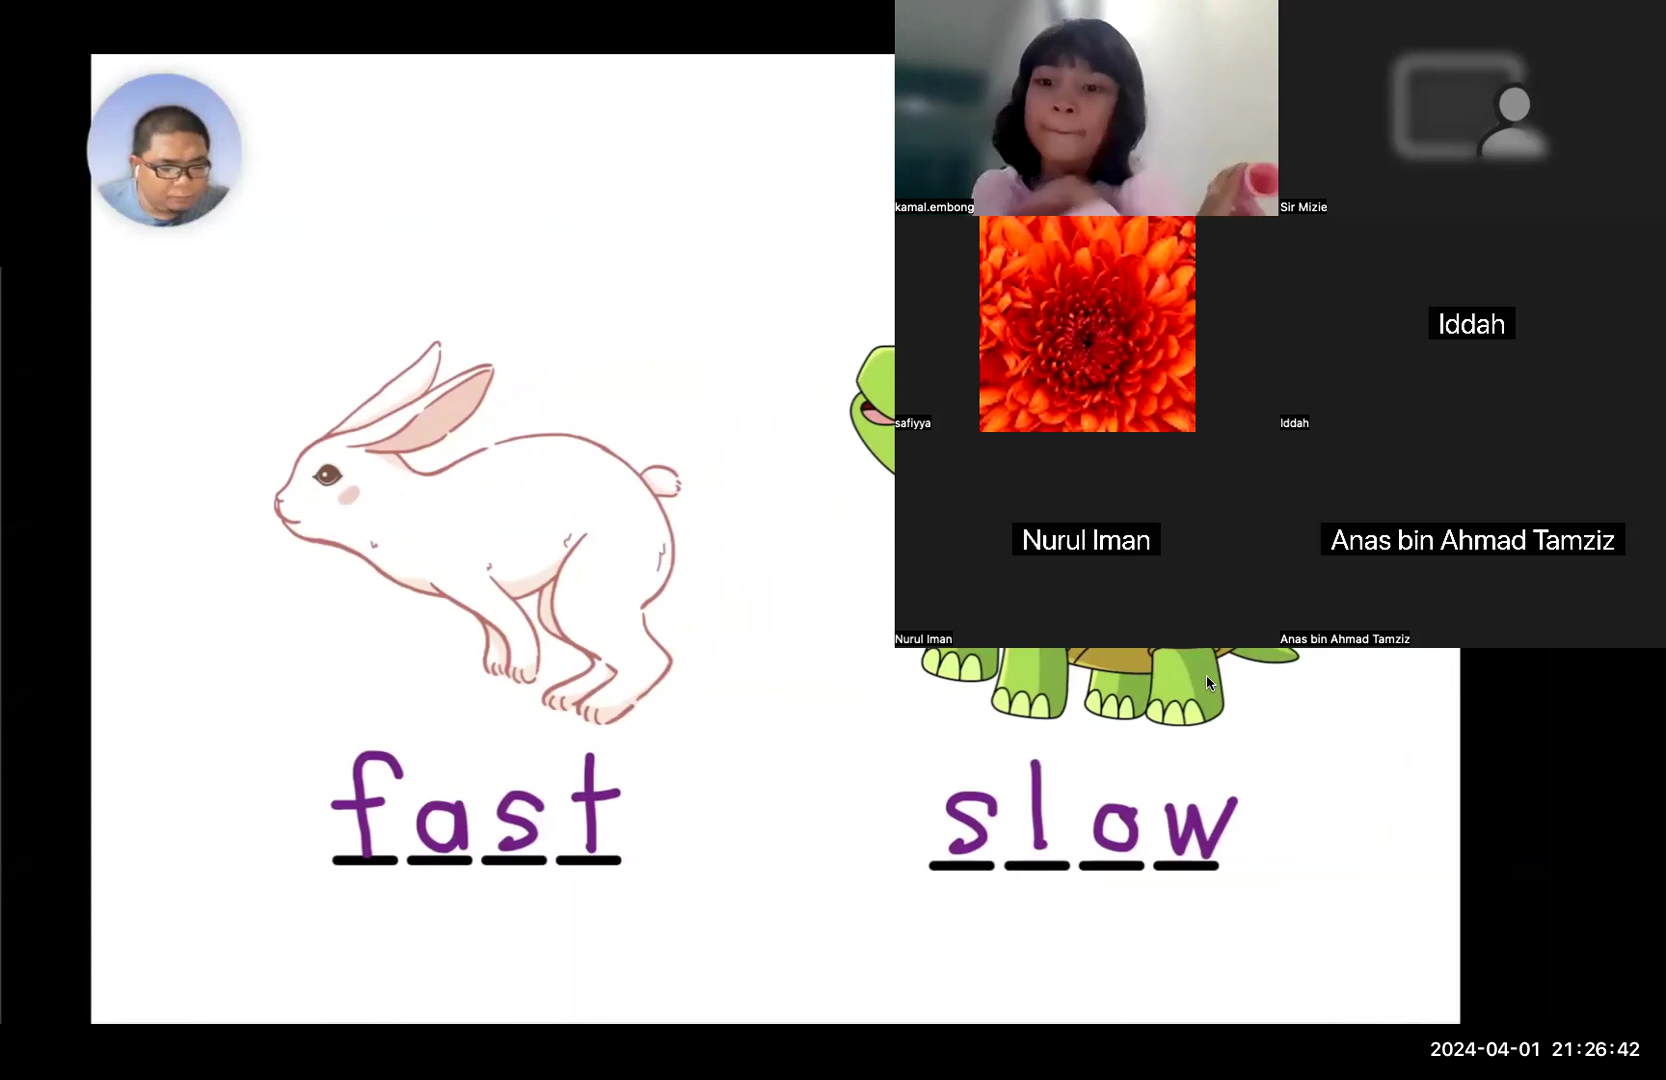 kamal.embong
Sir Mizie
Iddah
safiyya
Iddah
Nurul Iman
Anas bin Ahmad Tamziz
Nurul Iman
Anas bin Ahmad Tamziz
fast
slow
2024-04-01 21:26:42